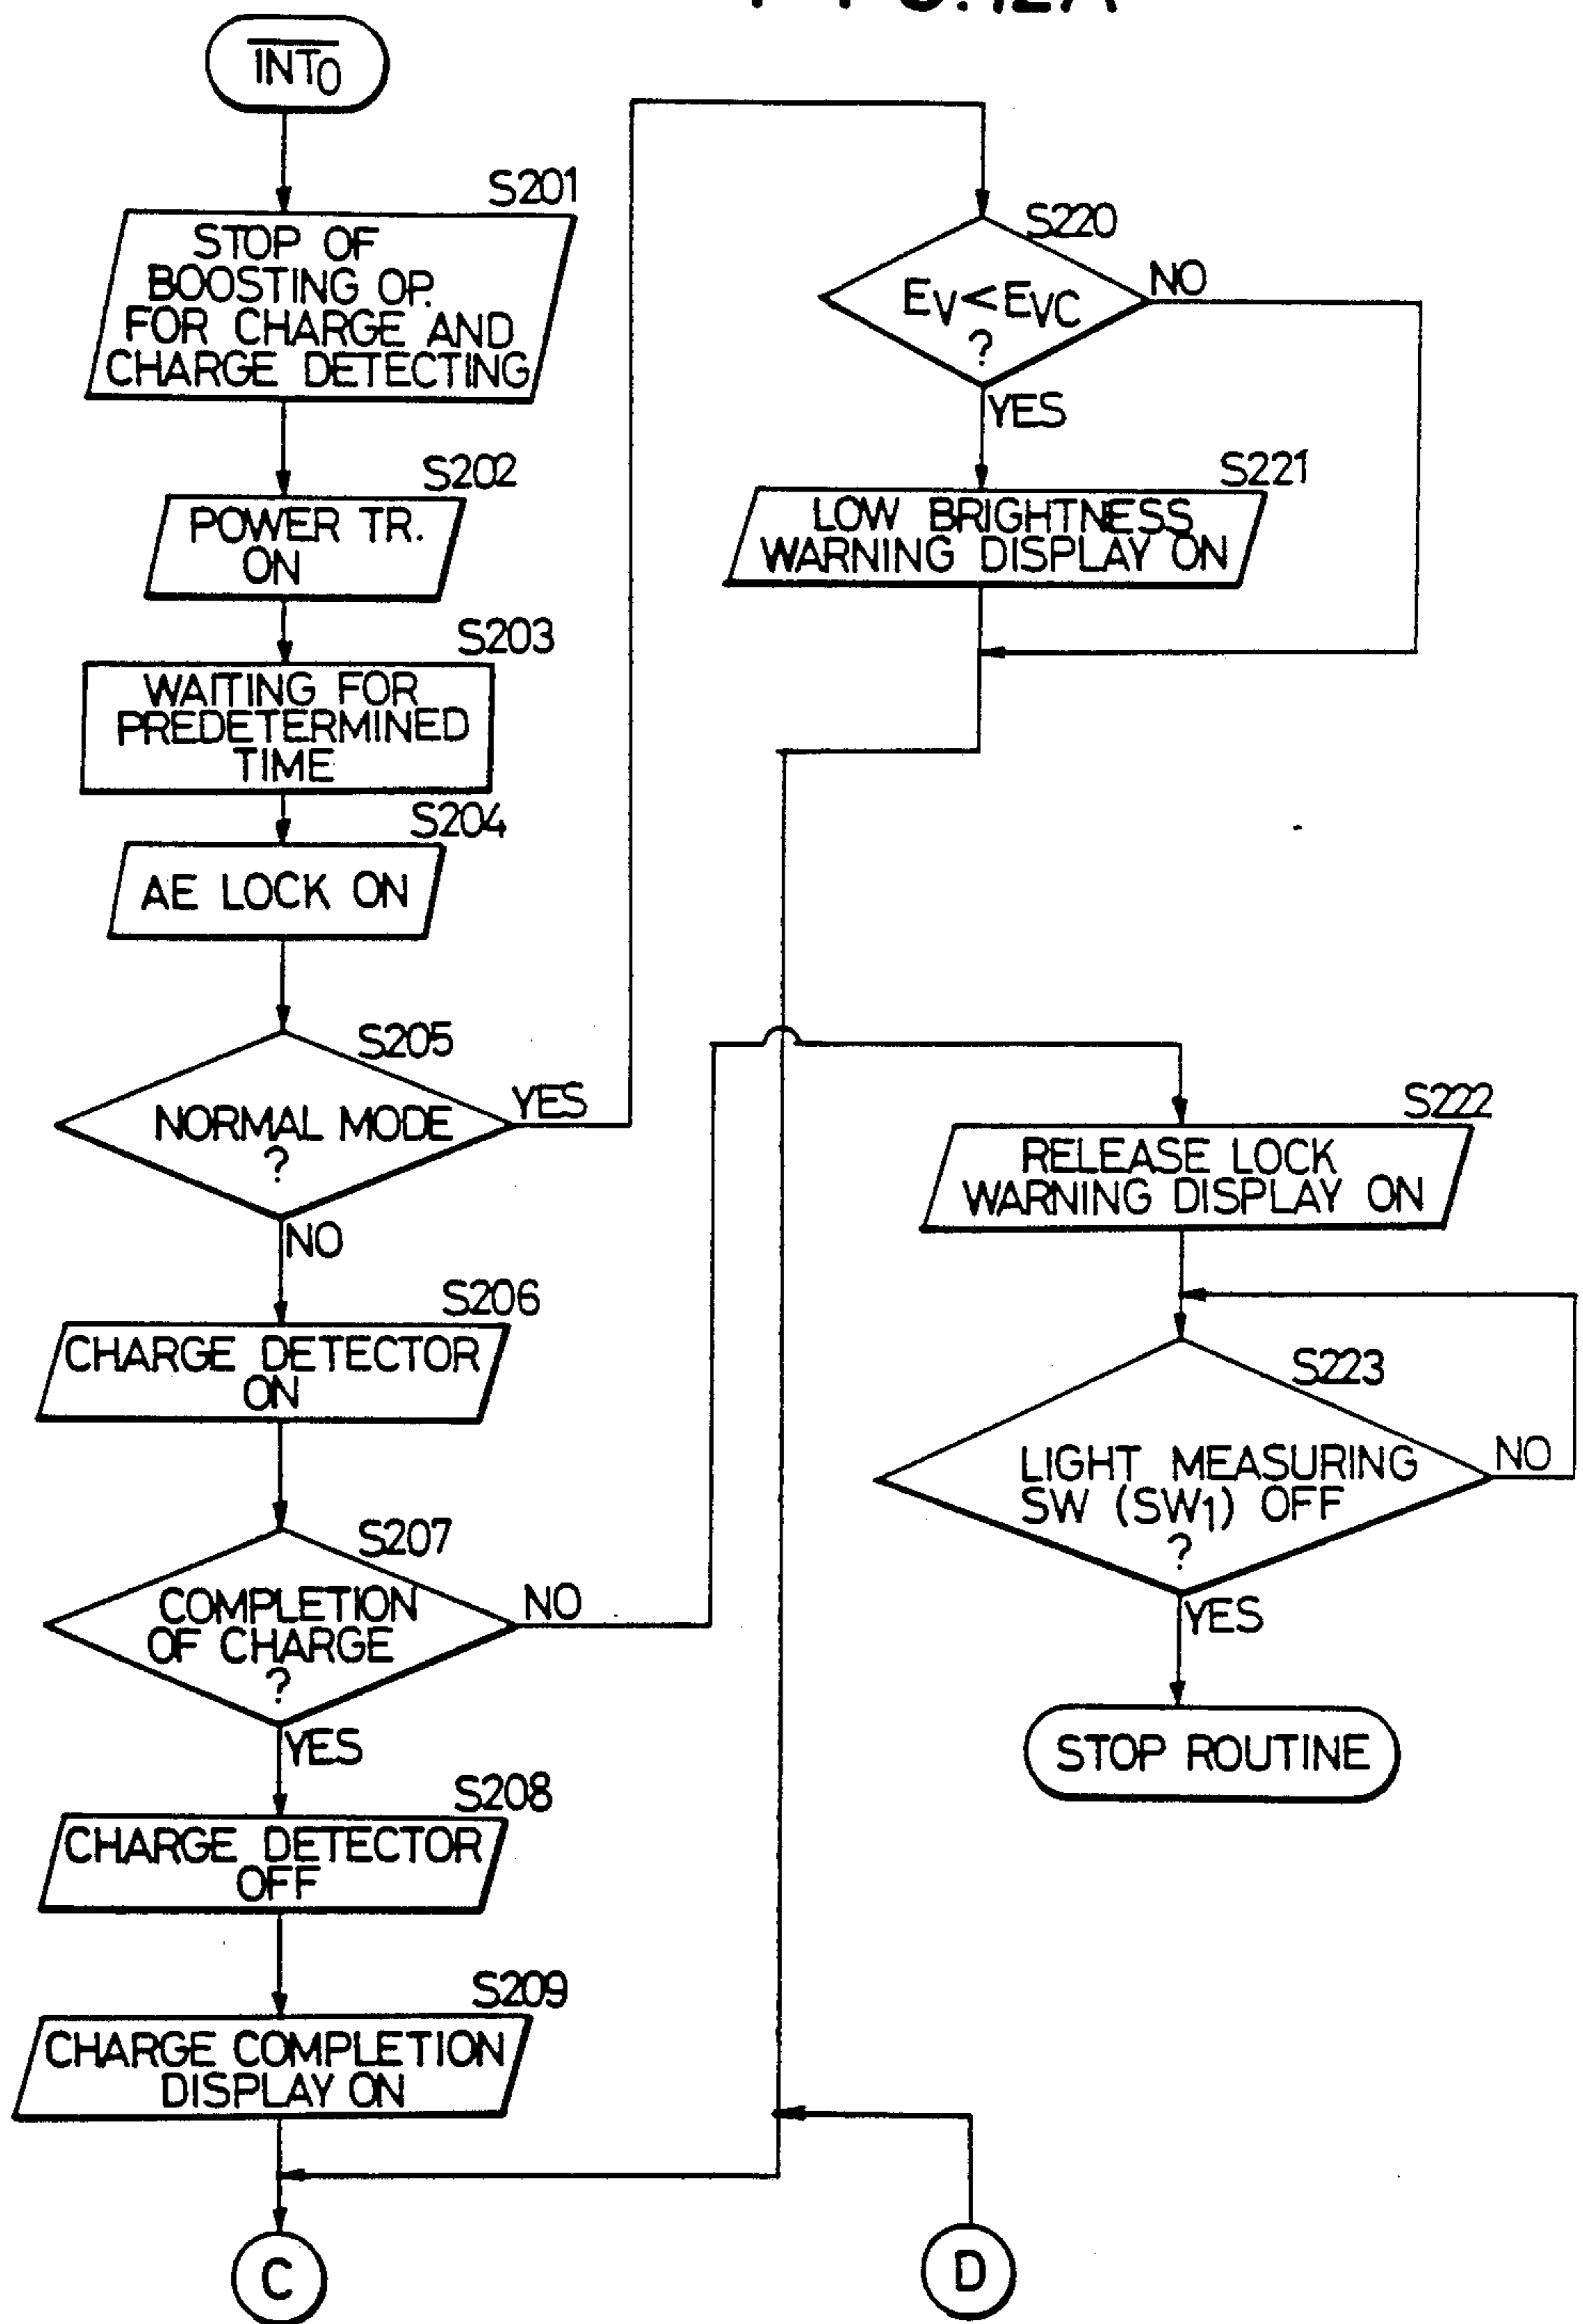 INT0
S201
STOP OF
BOOSTING OP.
FOR CHARGE AND
CHARGE DETECTING
S202
POWER TR.
ON
S203
WAITING FOR
PREDETERMINED
TIME
S204
AE LOCK ON
S205
NORMAL MODE
?
YES
NO
S206
CHARGE DETECTOR
ON
S207
COMPLETION
OF CHARGE
?
NO
YES
S208
CHARGE DETECTOR
OFF
S209
CHARGE COMPLETION
DISPLAY ON
C
S220
EV<EVC
?
NO
YES
S221
LOW BRIGHTNESS
WARNING DISPLAY ON
S222
RELEASE LOCK
WARNING DISPLAY ON
S223
LIGHT MEASURING
SW (SW1) OFF
?
NO
YES
STOP ROUTINE
D